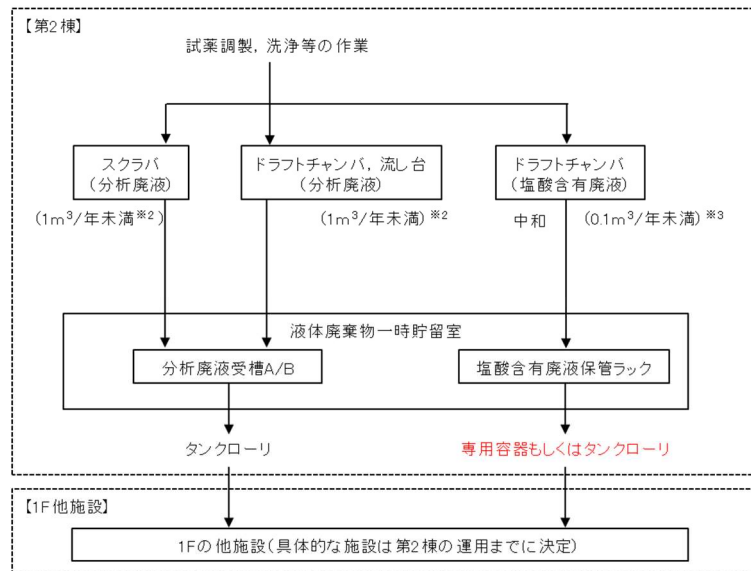 【第2棟】
試薬調製, 洗浄等の作業
スクラバ
(分析廃液)
ドラフトチャンバ, 流し台
(分析廃液)
ドラフトチャンバ
(塩酸含有廃液)
(1m³/年未満※2)
(1m³/年未満)※2
中和
(0.1m³/年未満)※3
液体廃棄物一時貯留室
分析廃液受槽A/B
塩酸含有廃液保管ラック
タンクローリ
専用容器もしくはタンクローリ
【1F他施設】
1Fの他施設(具体的な施設は第2棟の運用までに決定)